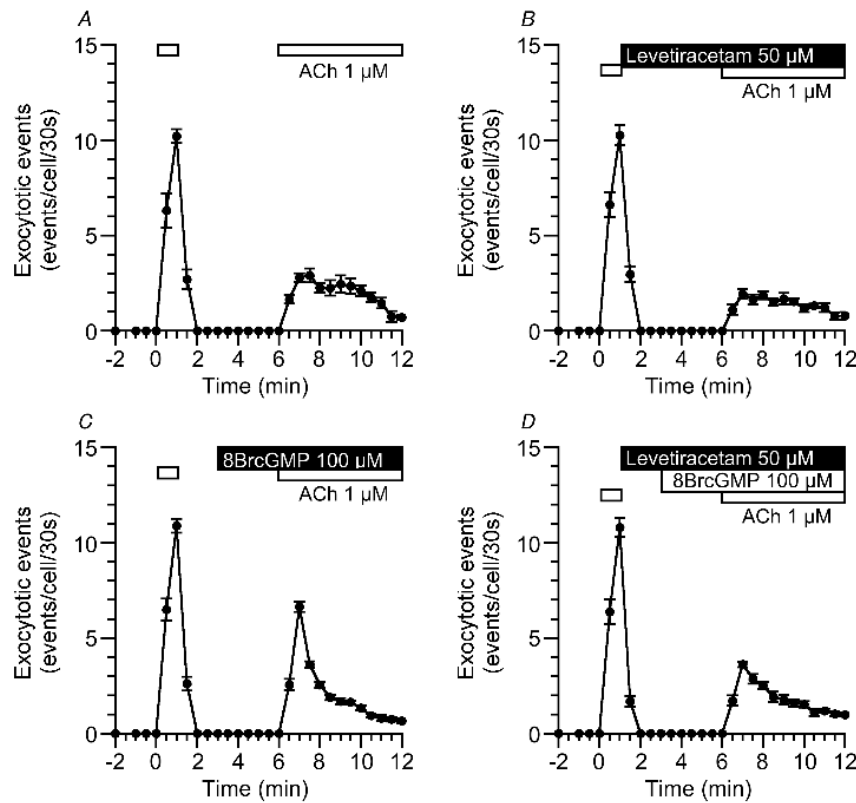 A
15
10
5
0
Exocytotic events
(events/cell/30s)
ACh 1 µM
-2 0 2 4 6 8 10 12
Time (min)
B
15
10
5
0
Exocytotic events
(events/cell/30s)
Levetiracetam 50 µM
ACh 1 µM
-2 0 2 4 6 8 10 12
Time (min)
C
15
10
5
0
Exocytotic events
(events/cell/30s)
8BrcGMP 100 µM
ACh 1 µM
-2 0 2 4 6 8 10 12
Time (min)
D
15
10
5
0
Exocytotic events
(events/cell/30s)
Levetiracetam 50 µM
8BrcGMP 100 µM
ACh 1 µM
-2 0 2 4 6 8 10 12
Time (min)